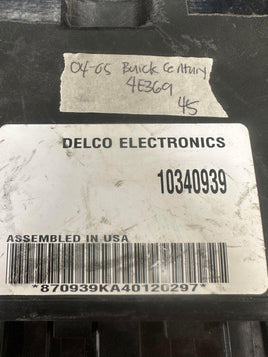 04-05 Buick Century
4E369
45
DELCO ELECTRONICS
10340939
ASSEMBLED IN USA
*870939KA40120297*